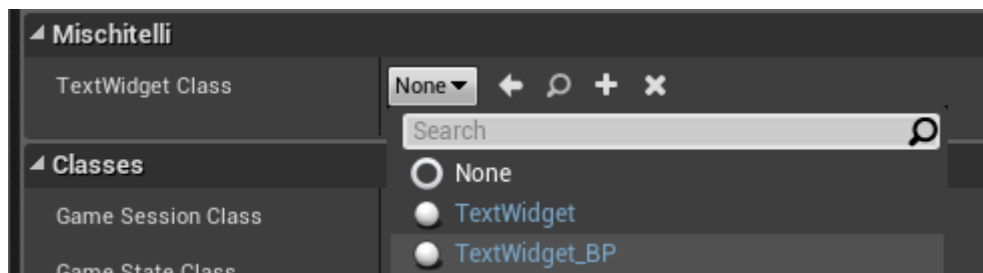 Mischitelli
TextWidget Class
None
Search
None
Classes
Game Session Class
TextWidget
Game State Class
TextWidget_BP